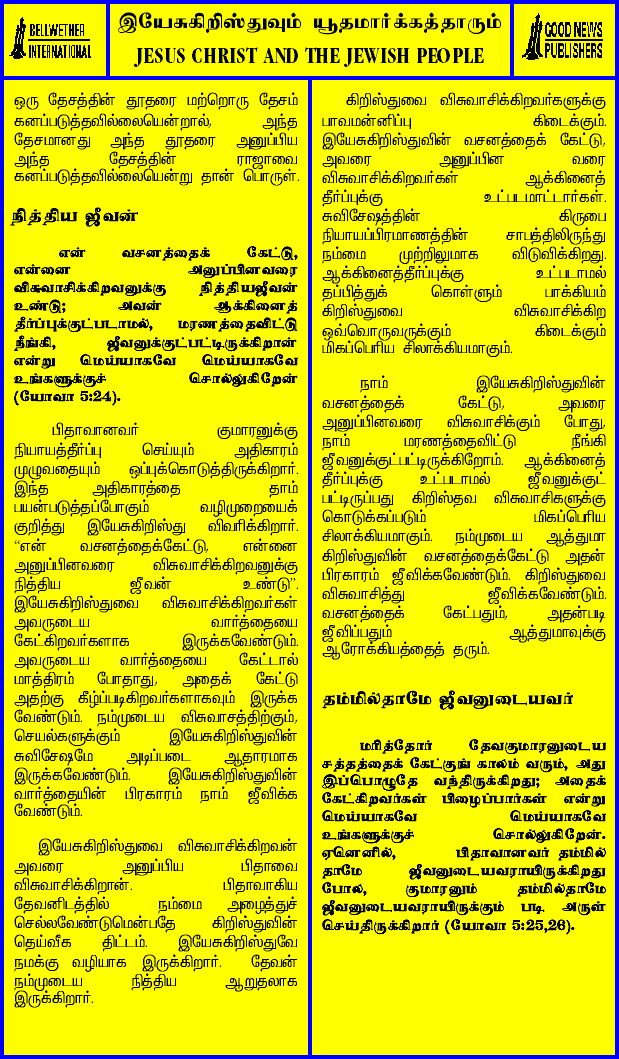 BELLWETHER
INTERNATIONAL
இயேசுகிறிஸ்துவும் யூதமார்க்கத்தாரும்
JESUS CHRIST AND THE JEWISH PEOPLE
GOOD NEWS
PUBLISHERS
ஒரு தேசத்தின் தூதரை மற்றொரு தேசம்
கனப்படுத்தவில்லையென்றால், அந்த
தேசமானது அந்த தூதரை அனுப்பிய
அந்த தேசத்தின் ராஜாவை
கனப்படுத்தவில்லையென்று தான் பொருள்.
நித்திய ஜீவன்
என் வசனத்தைக் கேட்டு,
என்னை அனுப்பினவரை
விசுவாசிக்கிறவனுக்கு நித்தியஜீவன்
உண்டு; அவன் ஆக்கினைத்
தீர்ப்புக்குட்படாமல், மரணத்தைவிட்டு
நீங்கி, ஜீவனுக்குட்பட்டிருக்கிறான்
என்று மெய்யாகவே மெய்யாகவே
உங்களுக்குச் சொல்லுகிறேன்
(யோவா 5:24).
பிதாவானவர் குமாரனுக்கு
நியாயத்தீர்ப்பு செய்யும் அதிகாரம்
முழுவதையும் ஒப்புக்கொடுத்திருக்கிறார்.
இந்த அதிகாரத்தை தாம்
பயன்படுத்தப்போகும் வழிமுறையைக்
குறித்து இயேசுகிறிஸ்து விவரிக்கிறார்.
“என் வசனத்தைக்கேட்டு, என்னை
அனுப்பினவரை விசுவாசிக்கிறவனுக்கு
நித்திய ஜீவன் உண்டு”.
இயேசுகிறிஸ்துவை விசுவாசிக்கிறவர்கள்
அவருடைய வார்த்தையை
கேட்கிறவர்களாக இருக்கவேண்டும்.
அவருடைய வார்த்தையை கேட்டால்
மாத்திரம் போதாது, அதைக் கேட்டு
அதற்கு கீழ்ப்படிகிறவர்களாகவும் இருக்க
வேண்டும். நம்முடைய விசுவாசத்திற்கும்,
செயல்களுக்கும் இயேசுகிறிஸ்துவின்
சுவிசேஷமே அடிப்படை ஆதாரமாக
இருக்கவேண்டும். இயேசுகிறிஸ்துவின்
வார்த்தையின் பிரகாரம் நாம் ஜீவிக்க
வேண்டும்.
இயேசுகிறிஸ்துவை விசுவாசிக்கிறவன்
அவரை அனுப்பிய பிதாவை
விசுவாசிக்கிறான். பிதாவாகிய
தேவனிடத்தில் நம்மை அழைத்துச்
செல்லவேண்டுமென்பதே கிறிஸ்துவின்
தெய்வீக திட்டம். இயேசுகிறிஸ்துவே
நமக்கு வழியாக இருக்கிறார். தேவன்
நம்முடைய நித்திய ஆறுதலாக
இருக்கிறார்.
கிறிஸ்துவை விசுவாசிக்கிறவர்களுக்கு
பாவமன்னிப்பு கிடைக்கும்.
இயேசுகிறிஸ்துவின் வசனத்தைக் கேட்டு,
அவரை அனுப்பின வரை
விசுவாசிக்கிறவர்கள் ஆக்கினைத்
தீர்ப்புக்கு உட்படமாட்டார்கள்.
சுவிசேஷத்தின் கிருபை
நியாயப்பிரமாணத்தின் சாபத்திலிருந்து
நம்மை முற்றிலுமாக விடுவிக்கிறது.
ஆக்கினைத்தீர்ப்புக்கு உட்படாமல்
தப்பித்துக் கொள்ளும் பாக்கியம்
கிறிஸ்துவை விசுவாசிக்கிற
ஒவ்வொருவருக்கும் கிடைக்கும்
மிகப்பெரிய சிலாக்கியமாகும்.
நாம் இயேசுகிறிஸ்துவின்
வசனத்தைக் கேட்டு, அவரை
அனுப்பினவரை விசுவாசிக்கும் போது,
நாம் மரணத்தைவிட்டு நீங்கி
ஜீவனுக்குட்பட்டிருக்கிறோம். ஆக்கினைத்
தீர்ப்புக்கு உட்படாமல் ஜீவனுக்குட்
பட்டிருப்பது கிறிஸ்தவ விசுவாசிகளுக்கு
கொடுக்கப்படும் மிகப்பெரிய
சிலாக்கியமாகும். நம்முடைய ஆத்துமா
கிறிஸ்துவின் வசனத்தைக்கேட்டு அதன்
பிரகாரம் ஜீவிக்கவேண்டும். கிறிஸ்துவை
விசுவாசித்து ஜீவிக்கவேண்டும்.
வசனத்தைக் கேட்பதும், அதன்படி
ஜீவிப்பதும் ஆத்துமாவுக்கு
ஆரோக்கியத்தைத் தரும்.
தம்மில்தாமே ஜீவனுடையவர்
மரித்தோர் தேவகுமாரனுடைய
சத்தத்தைக் கேட்குங் காலம் வரும், அது
இப்பொழுதே வந்திருக்கிறது; அதைக்
கேட்கிறவர்கள் பிழைப்பார்கள் என்று
மெய்யாகவே மெய்யாகவே
உங்களுக்குச் சொல்லுகிறேன்.
ஏனெனில், பிதாவானவர் தம்மில்
தாமே ஜீவனுடையவராயிருக்கிறது
போல, குமாரனும் தம்மில்தாமே
ஜீவனுடையவராயிருக்கும் படி, அருள்
செய்திருக்கிறார் (யோவா 5:25,26).